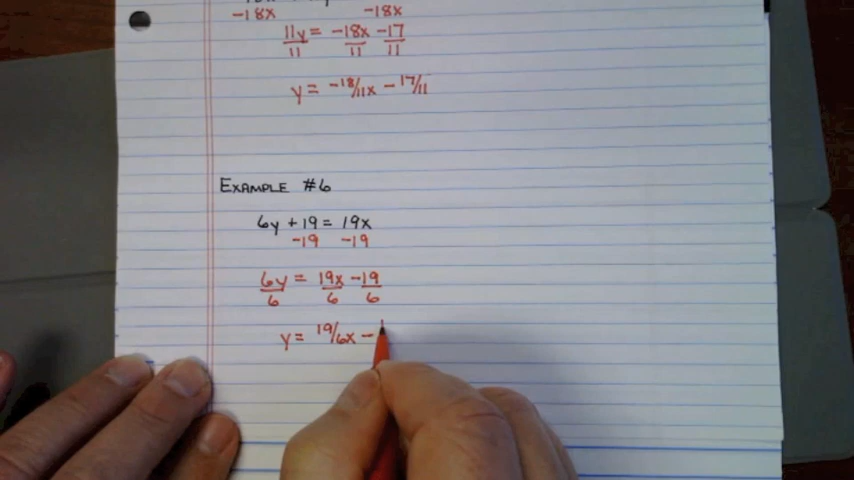 -18x -18x
11y = -18x -17
11 11 11
y = -18/11x - 17/11
EXAMPLE #6
6y + 19 = 19x
-19 -19
6y = 19x - 19
6 6 6
y = 19/6x -